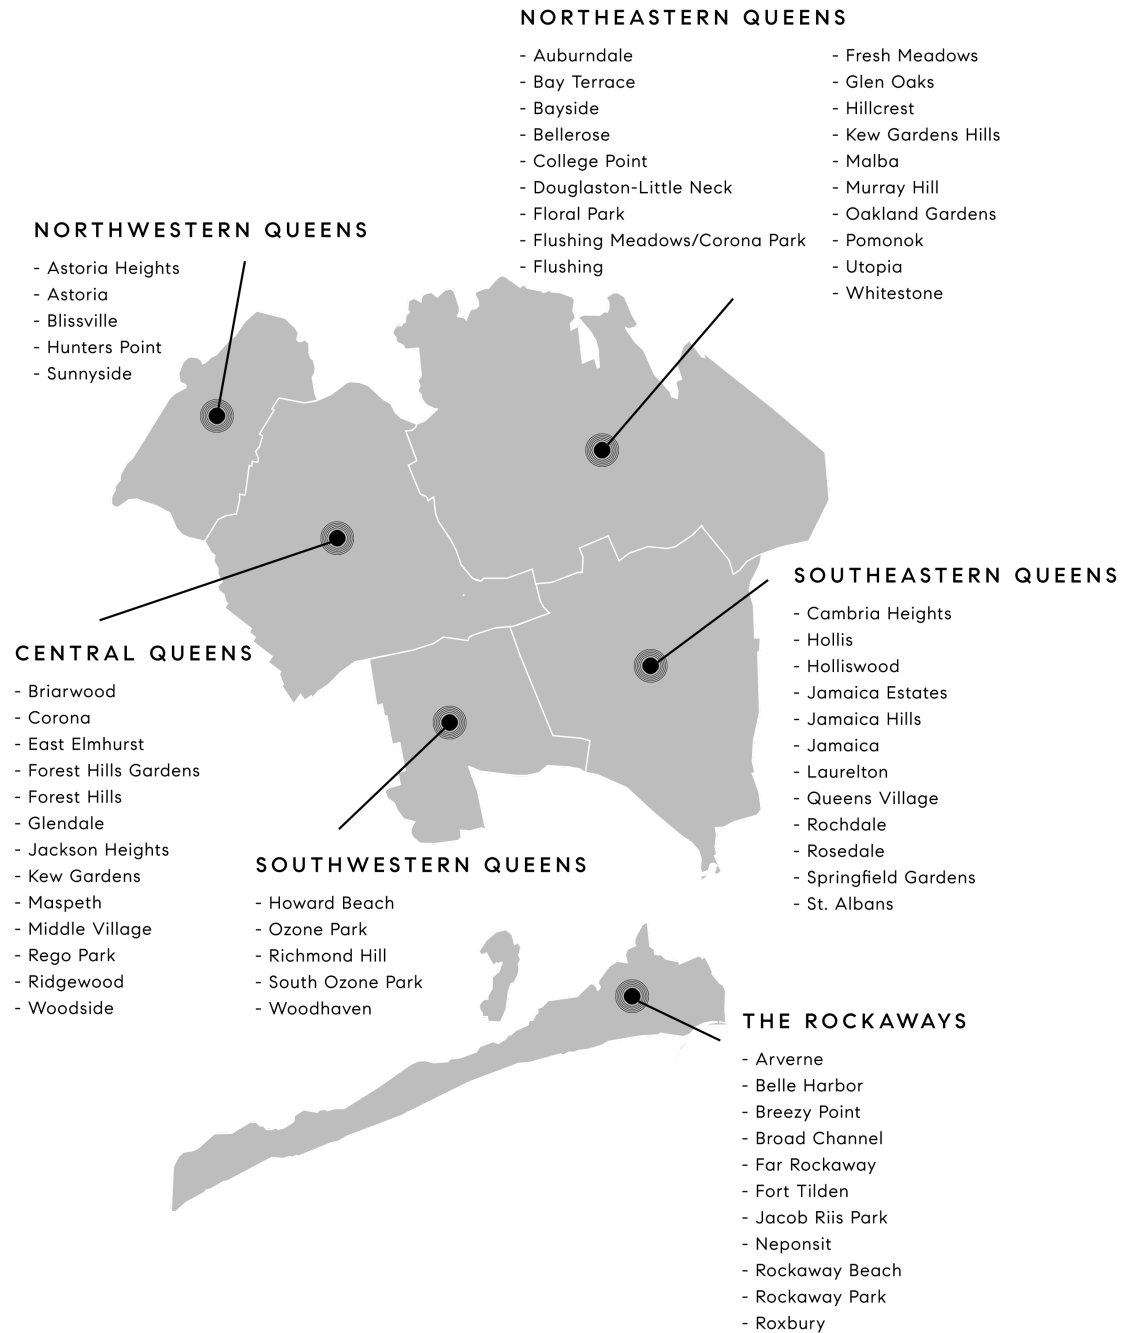 NORTHEASTERN QUEENS
- Auburndale
- Bay Terrace
- Bayside
- Bellerose
- College Point
- Douglaston-Little Neck
- Floral Park
- Flushing Meadows/Corona Park
- Flushing
- Fresh Meadows
- Glen Oaks
- Hillcrest
- Kew Gardens Hills
- Malba
- Murray Hill
- Oakland Gardens
- Pomonok
- Utopia
- Whitestone
NORTHWESTERN QUEENS
- Astoria Heights
- Astoria
- Blissville
- Hunters Point
- Sunnyside
SOUTHEASTERN QUEENS
- Cambria Heights
- Hollis
- Holliswood
- Jamaica Estates
- Jamaica Hills
- Jamaica
- Laurelton
- Queens Village
- Rochdale
- Rosedale
- Springfield Gardens
- St. Albans
CENTRAL QUEENS
- Briarwood
- Corona
- East Elmhurst
- Forest Hills Gardens
- Forest Hills
- Glendale
- Jackson Heights
- Kew Gardens
- Maspeth
- Middle Village
- Rego Park
- Ridgewood
- Woodside
SOUTHWESTERN QUEENS
- Howard Beach
- Ozone Park
- Richmond Hill
- South Ozone Park
- Woodhaven
THE ROCKAWAYS
- Arverne
- Belle Harbor
- Breezy Point
- Broad Channel
- Far Rockaway
- Fort Tilden
- Jacob Riis Park
- Neponsit
- Rockaway Beach
- Rockaway Park
- Roxbury